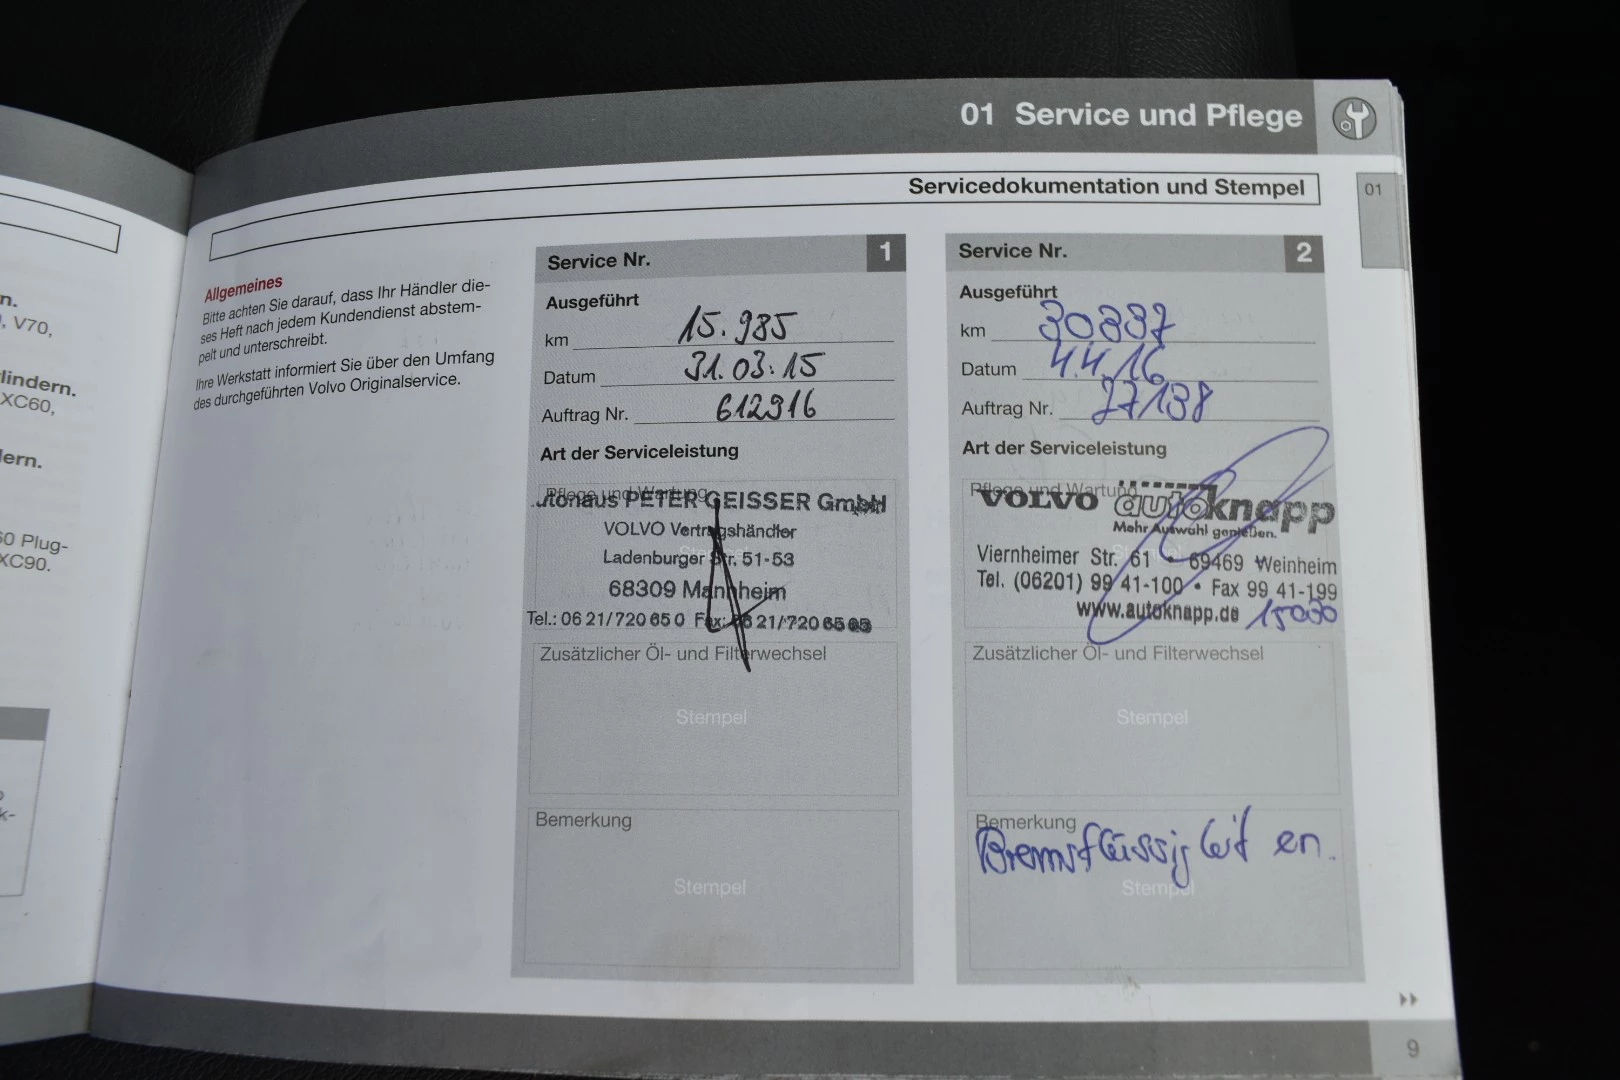 n.
, V70,
lindern.
XC60,
dern.
60 Plug-
XC90.
k-
01 Service und Pflege
Servicedokumentation und Stempel
01
Allgemeines
Bitte achten Sie darauf, dass Ihr Händler die-
ses Heft nach jedem Kundendienst abstem-
pelt und unterschreibt.
Ihre Werkstatt informiert Sie über den Umfang
des durchgeführten Volvo Originalservice.
Service Nr. 1
Ausgeführt
km 15.985
Datum 31.03.15
Auftrag Nr. 612916
Art der Serviceleistung
Pflege und Wartung
utohaus PETER GEISSER GmbH
VOLVO Vertragshändler
Ladenburger Str. 51-53
68309 Mannheim
Tel.: 06 21/720 65 0 Fax: 06 21/720 65 65
Zusätzlicher Öl- und Filterwechsel
Stempel
Bemerkung
Stempel
Service Nr. 2
Ausgeführt
km 30337
Datum 4.4.16
Auftrag Nr. 27138
Art der Serviceleistung
Pflege und Wartung
VOLVO autoknapp
Mehr Auswahl genießen.
Viernheimer Str. 61 • 69469 Weinheim
Tel. (06201) 99 41-100 • Fax 99 41-199
www.autoknapp.de
Zusätzlicher Öl- und Filterwechsel
Stempel
Bemerkung
Bremsflüssigkeit en.
Stempel
9